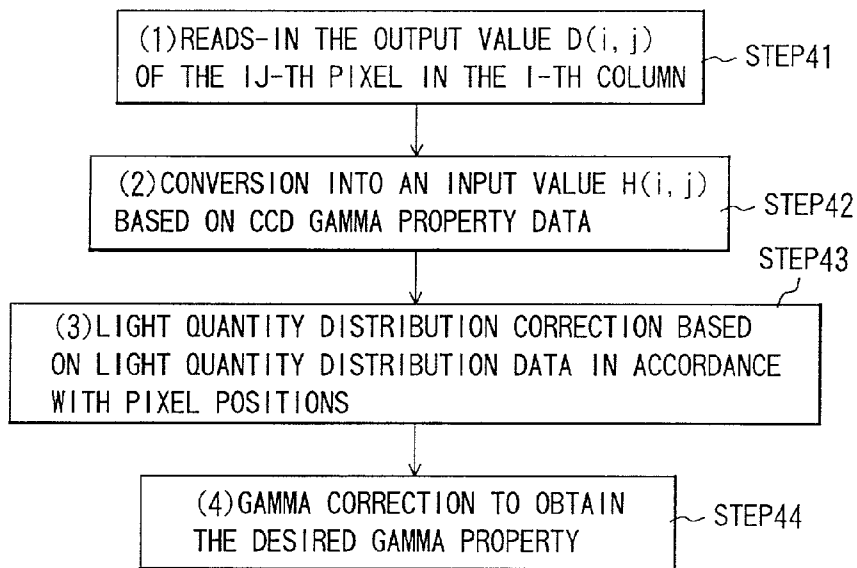 (1)READS-IN THE OUTPUT VALUE D(i, j)
OF THE IJ-TH PIXEL IN THE I-TH COLUMN
STEP41
(2)CONVERSION INTO AN INPUT VALUE H(i, j)
BASED ON CCD GAMMA PROPERTY DATA
STEP42
STEP43
(3)LIGHT QUANTITY DISTRIBUTION CORRECTION BASED
ON LIGHT QUANTITY DISTRIBUTION DATA IN ACCORDANCE
WITH PIXEL POSITIONS
(4)GAMMA CORRECTION TO OBTAIN
THE DESIRED GAMMA PROPERTY
STEP44